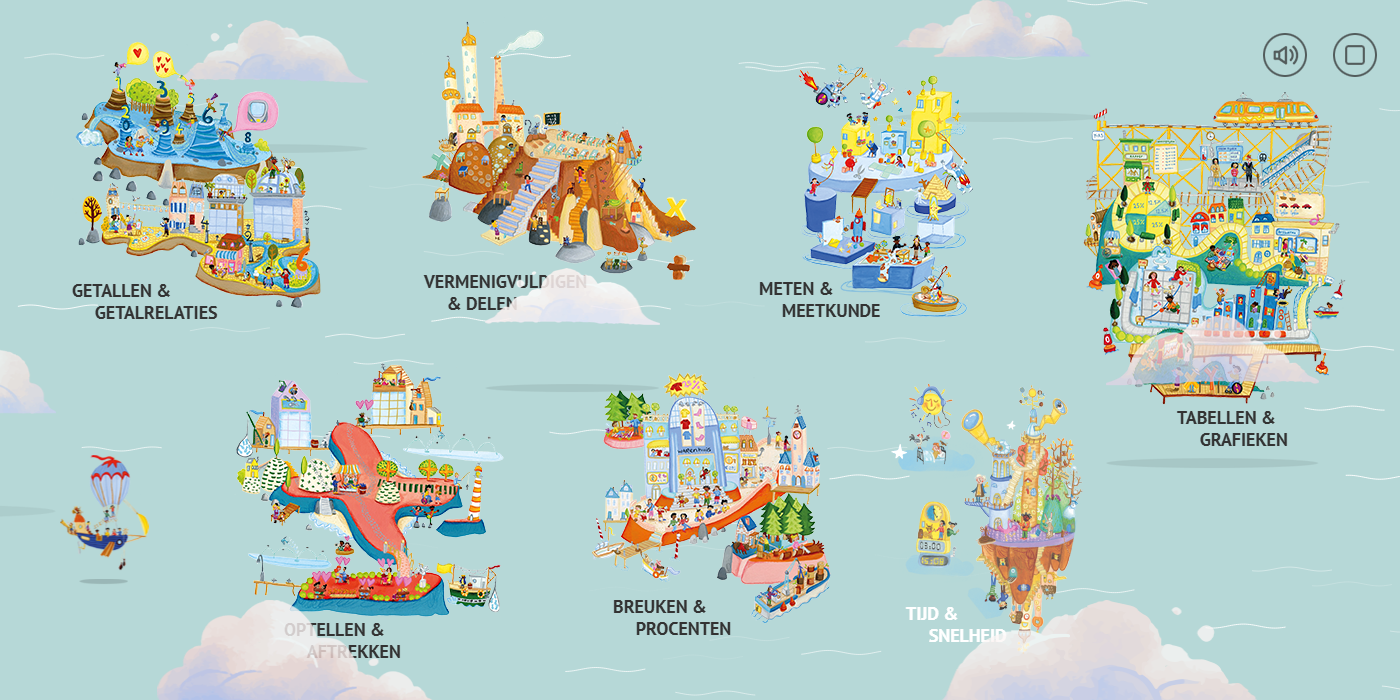 GETALLEN &
GETALRELATIES
VERMENIGVULDIGEN
& DELEN
METEN &
MEETKUNDE
TABELLEN &
GRAFIEKEN
OPTELLEN &
AFTREKKEN
BREUKEN &
PROCENTEN
TIJD &
SNELHEID